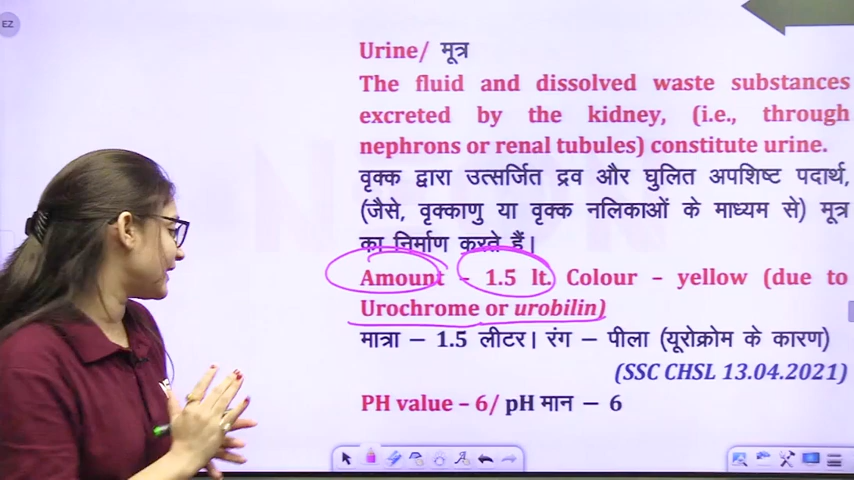 EZ
Urine/ मूत्र
The fluid and dissolved waste substances
excreted by the kidney, (i.e., through
nephrons or renal tubules) constitute urine.
वृक्क द्वारा उत्सर्जित द्रव और घुलित अपशिष्ट पदार्थ,
(जैसे, वृक्काणु या वृक्क नलिकाओं के माध्यम से) मूत्र
का निर्माण करते हैं।
Amount - 1.5 lt. Colour – yellow (due to
Urochrome or urobilin)
मात्रा – 1.5 लीटर। रंग – पीला (यूरोक्रोम के कारण)
(SSC CHSL 13.04.2021)
PH value – 6/ pH मान – 6